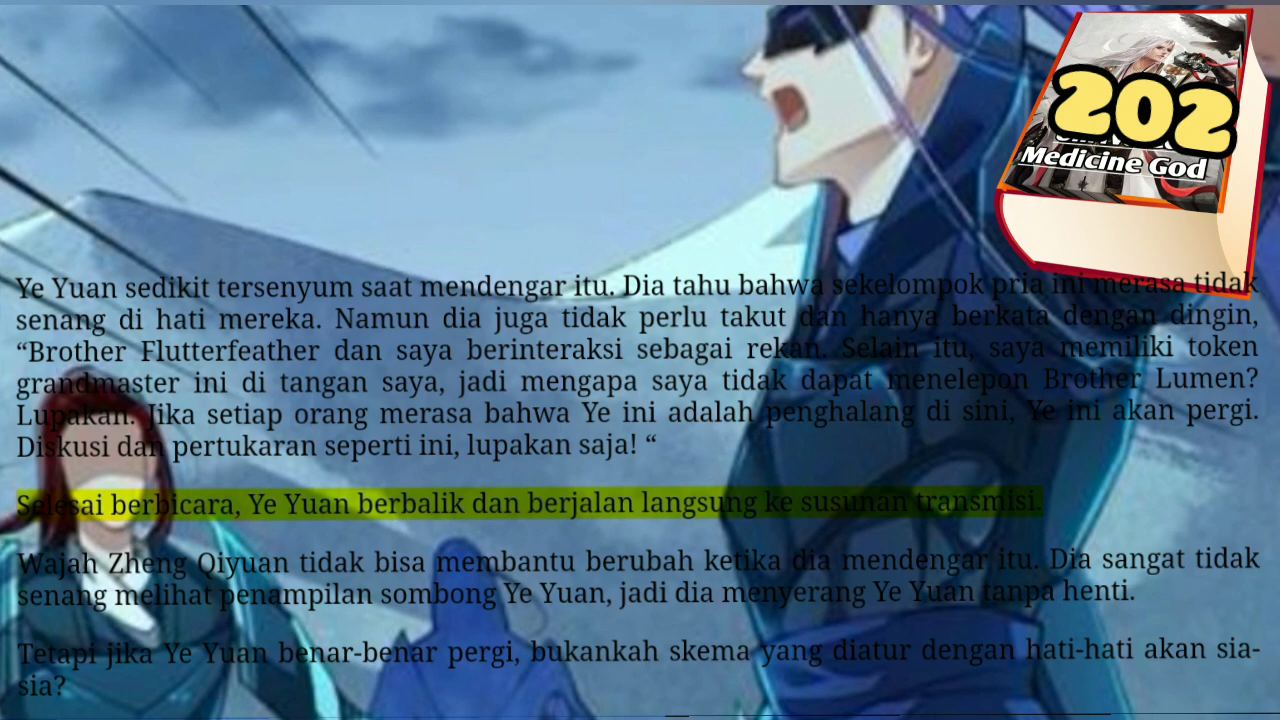 202
Medicine God
Ye Yuan sedikit tersenyum saat mendengar itu. Dia tahu bahwa sekelompok pria ini merasa tidak
senang di hati mereka. Namun dia juga tidak perlu takut dan hanya berkata dengan dingin,
“Brother Flutterfeather dan saya berinteraksi sebagai rekan. Selain itu, saya memiliki token
grandmaster ini di tangan saya, jadi mengapa saya tidak dapat menelepon Brother Lumen?
Lupakan. Jika setiap orang merasa bahwa Ye ini adalah penghalang di sini, Ye ini akan pergi.
Diskusi dan pertukaran seperti ini, lupakan saja! “
Selesai berbicara, Ye Yuan berbalik dan berjalan langsung ke susunan transmisi.
Wajah Zheng Qiyuan tidak bisa membantu berubah ketika dia mendengar itu. Dia sangat tidak
senang melihat penampilan sombong Ye Yuan, jadi dia menyerang Ye Yuan tanpa henti.
Tetapi jika Ye Yuan benar-benar pergi, bukankah skema yang diatur dengan hati-hati akan sia-
sia?